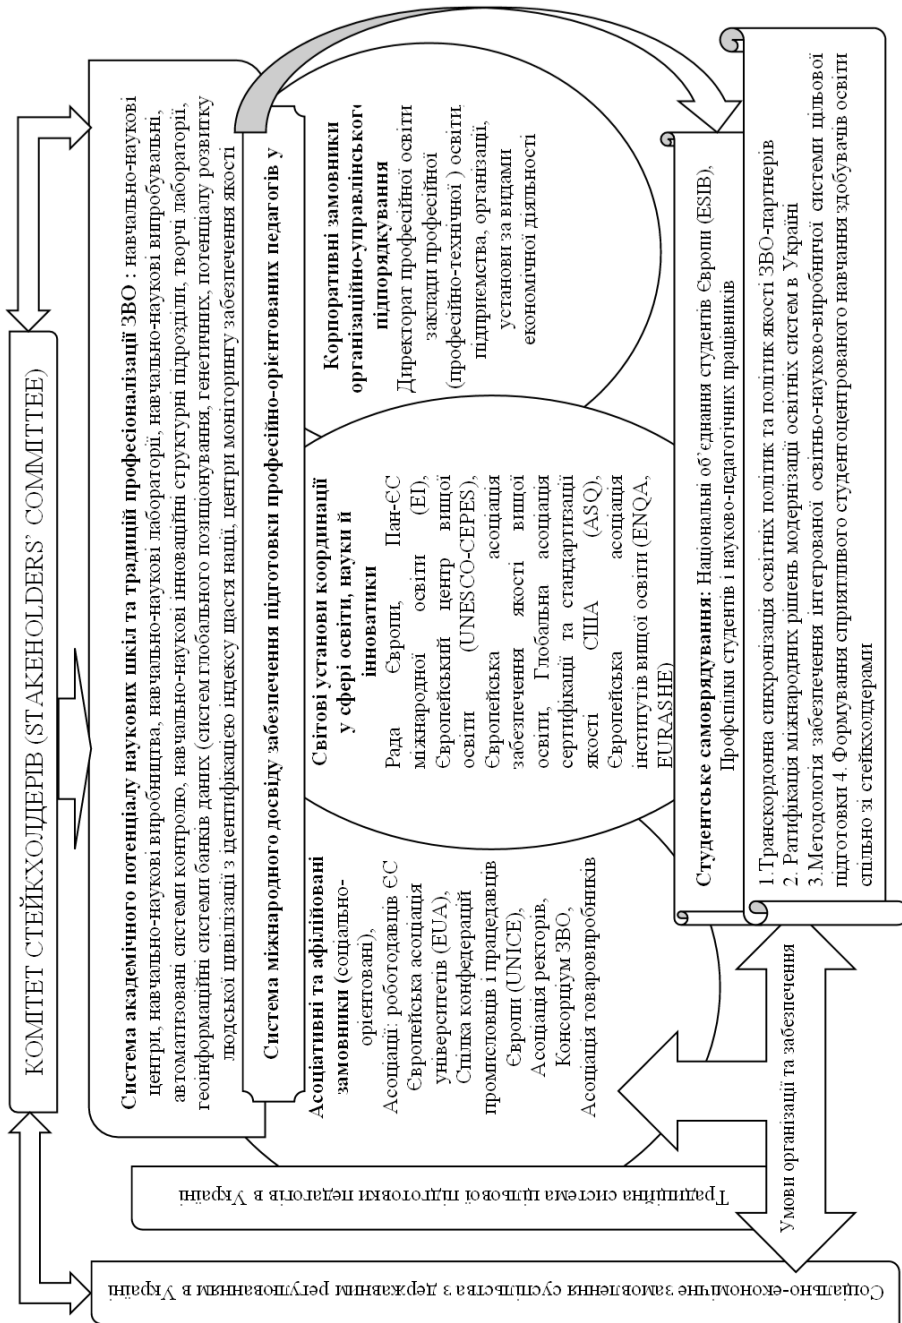 КОМІТЕТ СТЕЙКХОЛДЕРІВ (STAKEHOLDERS’ COMMITTEE)
Система академічного потенціалу наукових шкіл та традицій професіоналізації ЗВО : навчально-наукові
центри, навчально-наукові виробництва, навчально-наукові лабораторії, навчально-наукові випробувальні,
автоматизовані системи контролю, навчально-наукові інноваційні структурні підрозділи, творчі лабораторії,
геоінформаційні системи банків даних (систем глобального позиціонування, генетичних, потенціалу розвитку
людської цивілізації з ідентифікацією індексу щастя нації, центри моніторингу забезпечення якості
Система міжнародного досвіду забезпечення підготовки професійно-орієнтованих педагогів у
Асоціативні та афілійовані
замовники (соціально-
орієнтовані),
Асоціації: роботодавців ЄС
Європейська асоціація
університетів (EUA),
Спілка конфедерацій
промисловців і працедавців
Європи (UNICE),
Асоціація ректорів,
Консорціум ЗВО,
Асоціація товаровиробників
Світові установи координації
у сфері освіти, науки й
інноватики
Рада Європи, Пан-ЄС
міжнародної освіти (EI),
Європейський центр вищої
освіти (UNESCO-CEPES),
Європейська асоціація
забезпечення якості вищої
освіти, Глобальна асоціація
сертифікації та стандартизації
якості США (ASQ),
Європейська асоціація
інститутів вищої освіти (ENQA,
EURASHE)
Корпоративні замовники
організаційно-управлінськог
підпорядкування
Директорат професійної освіти
заклади професійної
(професійно-технічної ) освіти,
підприємства, організації,
установи за видами
економічної діяльності
Студентське самоврядування: Національні об’єднання студентів Європи (ESIB),
Профспілки студентів і науково-педагогічних працівників
1.Транскордонна синхронізація освітніх політик та політик якості ЗВО-партнерів
2. Ратифікація міжнародних рішень модернізації освітніх систем в Україні
3.Методологія забезпечення інтегрованої освітньо-науково-виробничої системи цільової
підготовки 4. Формування сприятливого студентоцентрованого навчання здобувачів освіти
спільно зі стейкхолдерами
Умови організації та забезпечення
Традиційна система цільової підготовки педагогів в Україні
Соціально-економічне замовлення суспільства з державним регулюванням в Україні